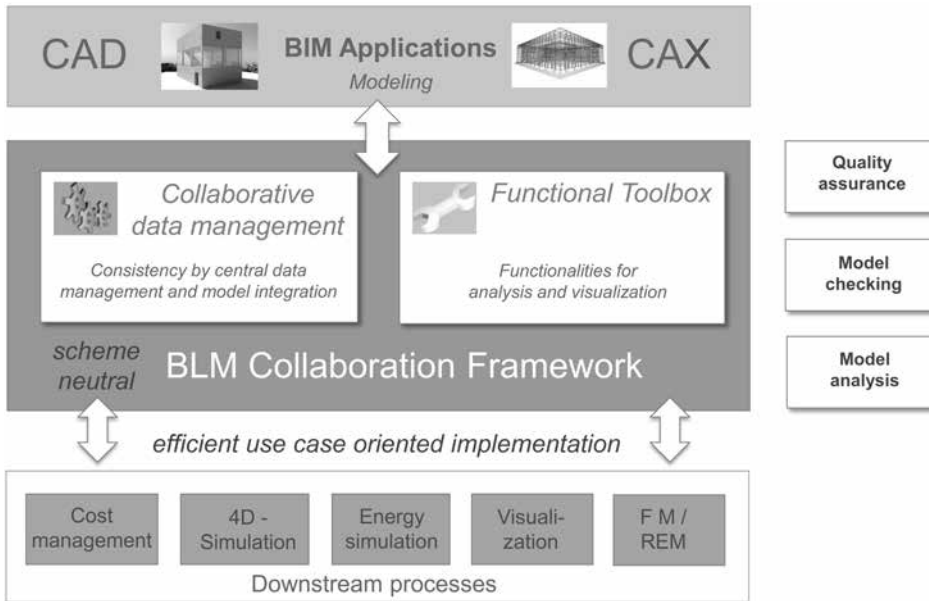 CAD
BIM Applications
Modeling
CAX
Collaborative
data management
Consistency by central data
management and model integration
Functional Toolbox
Functionalities for
analysis and visualization
scheme
neutral
BLM Collaboration Framework
Quality
assurance
Model
checking
Model
analysis
efficient use case oriented implementation
Cost
management
4D -
Simulation
Energy
simulation
Visuali-
zation
F M /
REM
Downstream processes